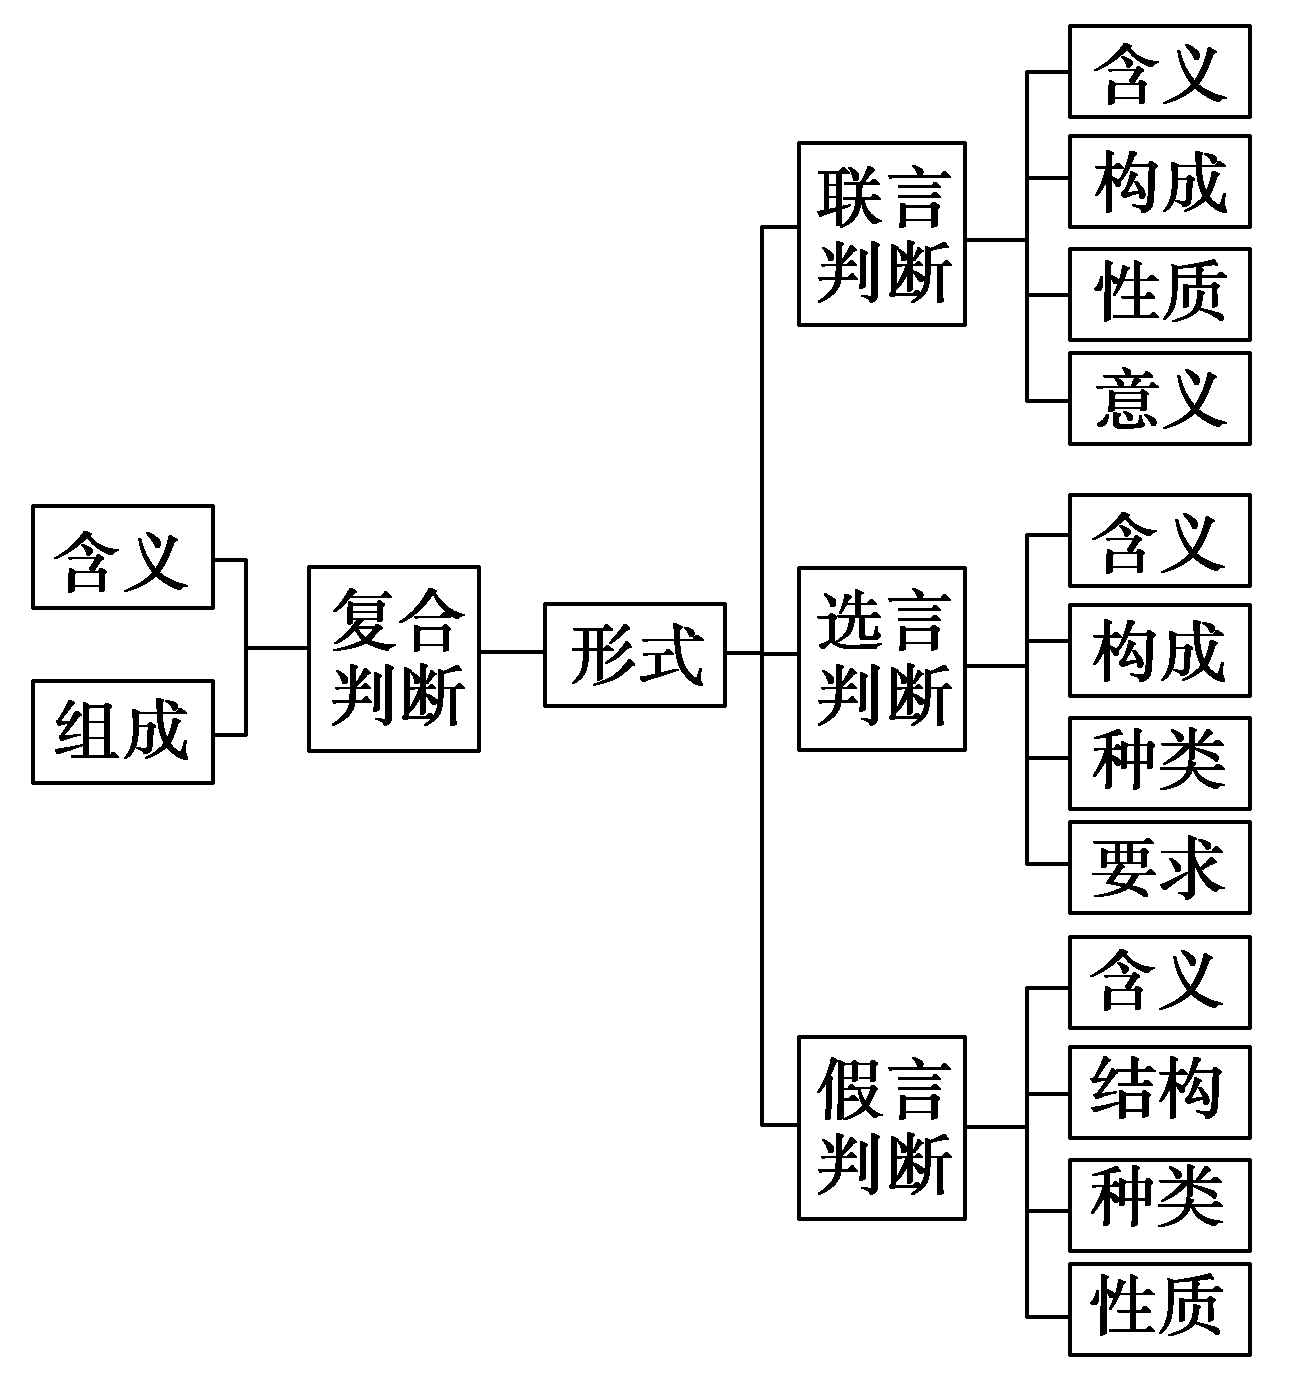 含义
组成
复合
判断
形式
联言
判断
含义
构成
性质
意义
选言
判断
含义
构成
种类
要求
假言
判断
含义
结构
种类
性质